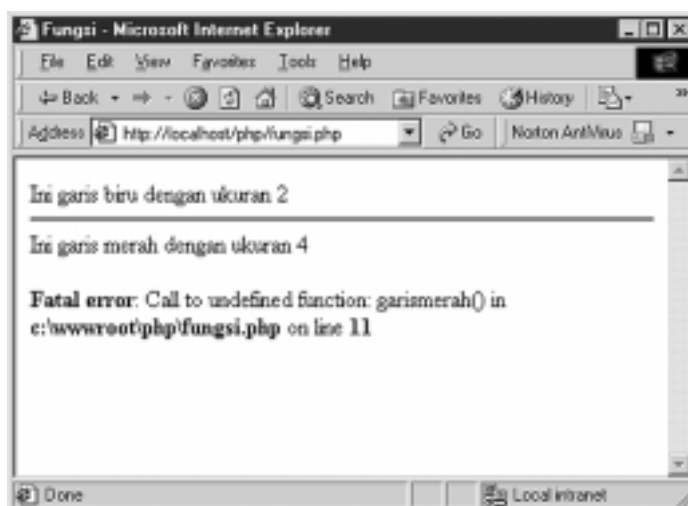 Fungsi - Microsoft Internet Explorer
File Edit View Favorites Tools Help
Back Search Favorites History »
Address http://localhost/php/fungsi.php Go Norton AntiVirus
Ini garis biru dengan ukuran 2
Ini garis merah dengan ukuran 4
Fatal error: Call to undefined function: garismerah() in
c:\wwwroot\php\fungsi.php on line 11
Done Local intranet